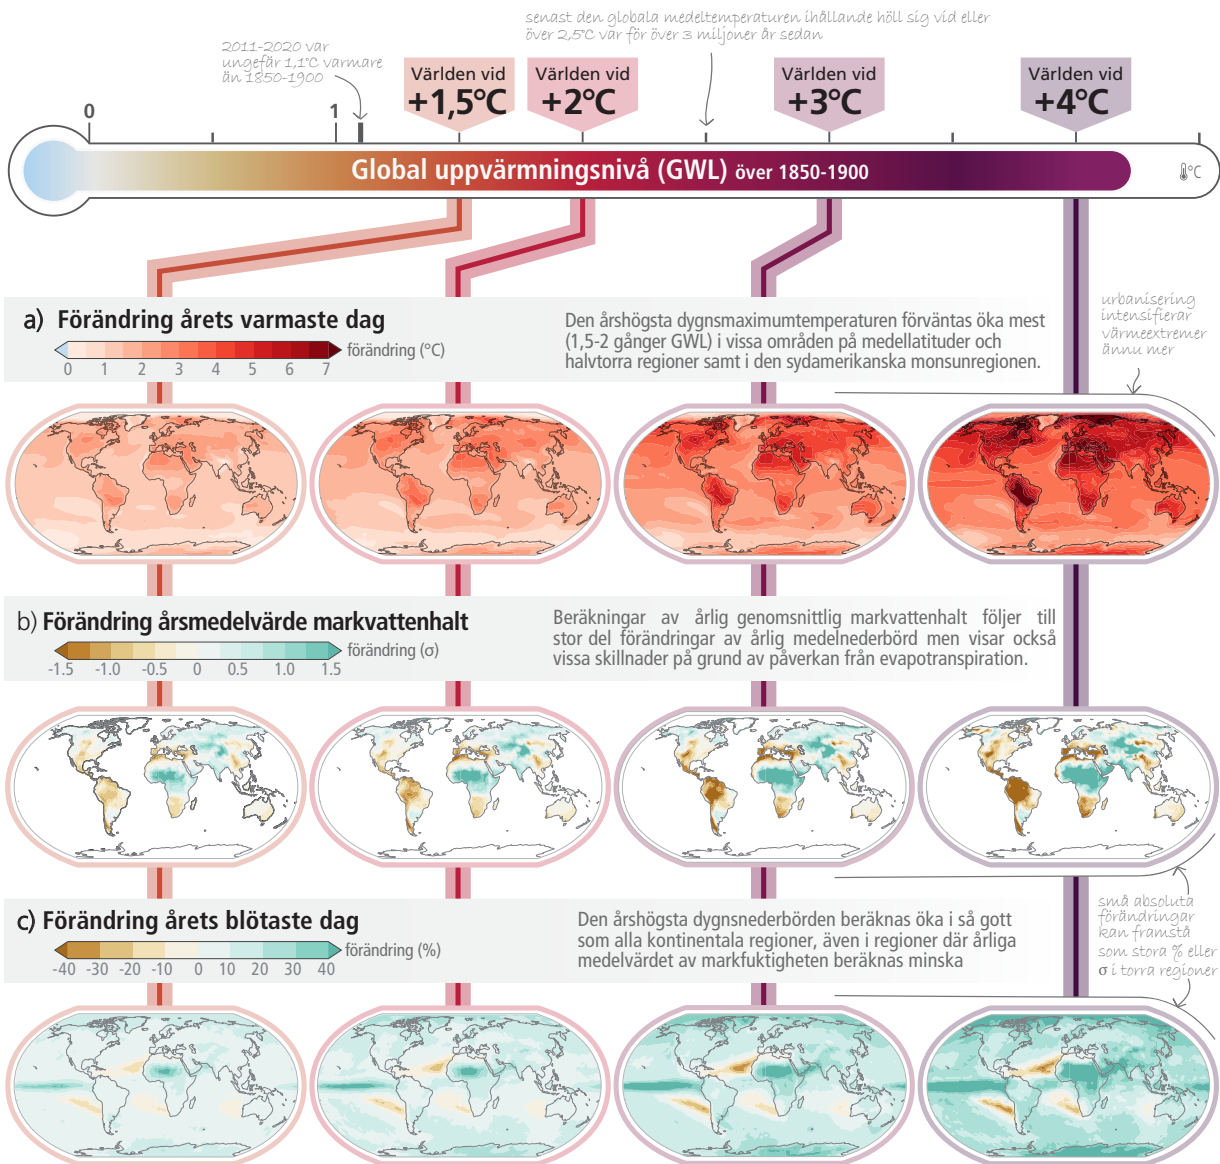 senast den globala medeltemperaturen ihållande höll sig vid eller
över 2,5°C var för över 3 miljoner år sedan
2011-2020 var
ungefär 1,1°C varmare
än 1850-1900
Världen vid
+1,5°C
Världen vid
+2°C
Världen vid
+3°C
Världen vid
+4°C
0
1
Global uppvärmningsnivå (GWL) över 1850-1900
°C
a) Förändring årets varmaste dag
förändring (°C)
0 1 2 3 4 5 6 7
Den årshögsta dygnsmaximumtemperaturen förväntas öka mest
(1,5-2 gånger GWL) i vissa områden på medellatituder och
halvtorra regioner samt i den sydamerikanska monsunregionen.
urbanisering
intensifierar
värmeextremer
ännu mer
b) Förändring årsmedelvärde markvattenhalt
förändring (σ)
-1.5 -1.0 -0.5 0 0.5 1.0 1.5
Beräkningar av årlig genomsnittlig markvattenhalt följer till
stor del förändringar av årlig medelnederbörd men visar också
vissa skillnader på grund av påverkan från evapotranspiration.
c) Förändring årets blötaste dag
förändring (%)
-40 -30 -20 -10 0 10 20 30 40
Den årshögsta dygnsnederbörden beräknas öka i så gott
som alla kontinentala regioner, även i regioner där årliga
medelvärdet av markfuktigheten beräknas minska
små absoluta
förändringar
kan framstå
som stora % eller
σ i torra regioner